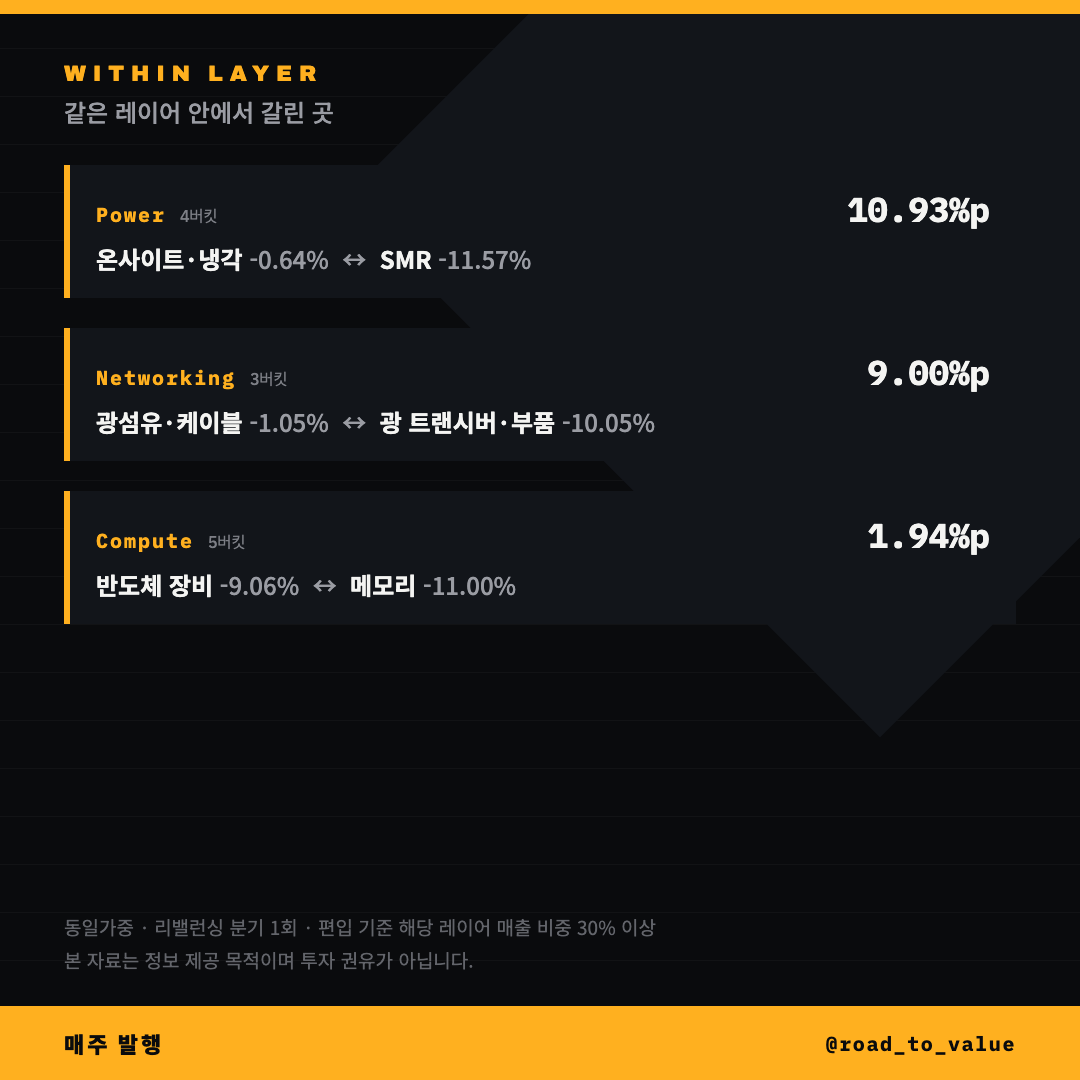 WITHIN LAYER
같은 레이어 안에서 갈린 곳
Power 4버킷 10.93%p
온사이트·냉각 -0.64% ↔ SMR -11.57%
Networking 3버킷 9.00%p
광섬유·케이블 -1.05% ↔ 광 트랜시버·부품 -10.05%
Compute 5버킷 1.94%p
반도체 장비 -9.06% ↔ 메모리 -11.00%
동일가중 · 리밸런싱 분기 1회 · 편입 기준 해당 레이어 매출 비중 30% 이상
본 자료는 정보 제공 목적이며 투자 권유가 아닙니다.
매주 발행 @road_to_value